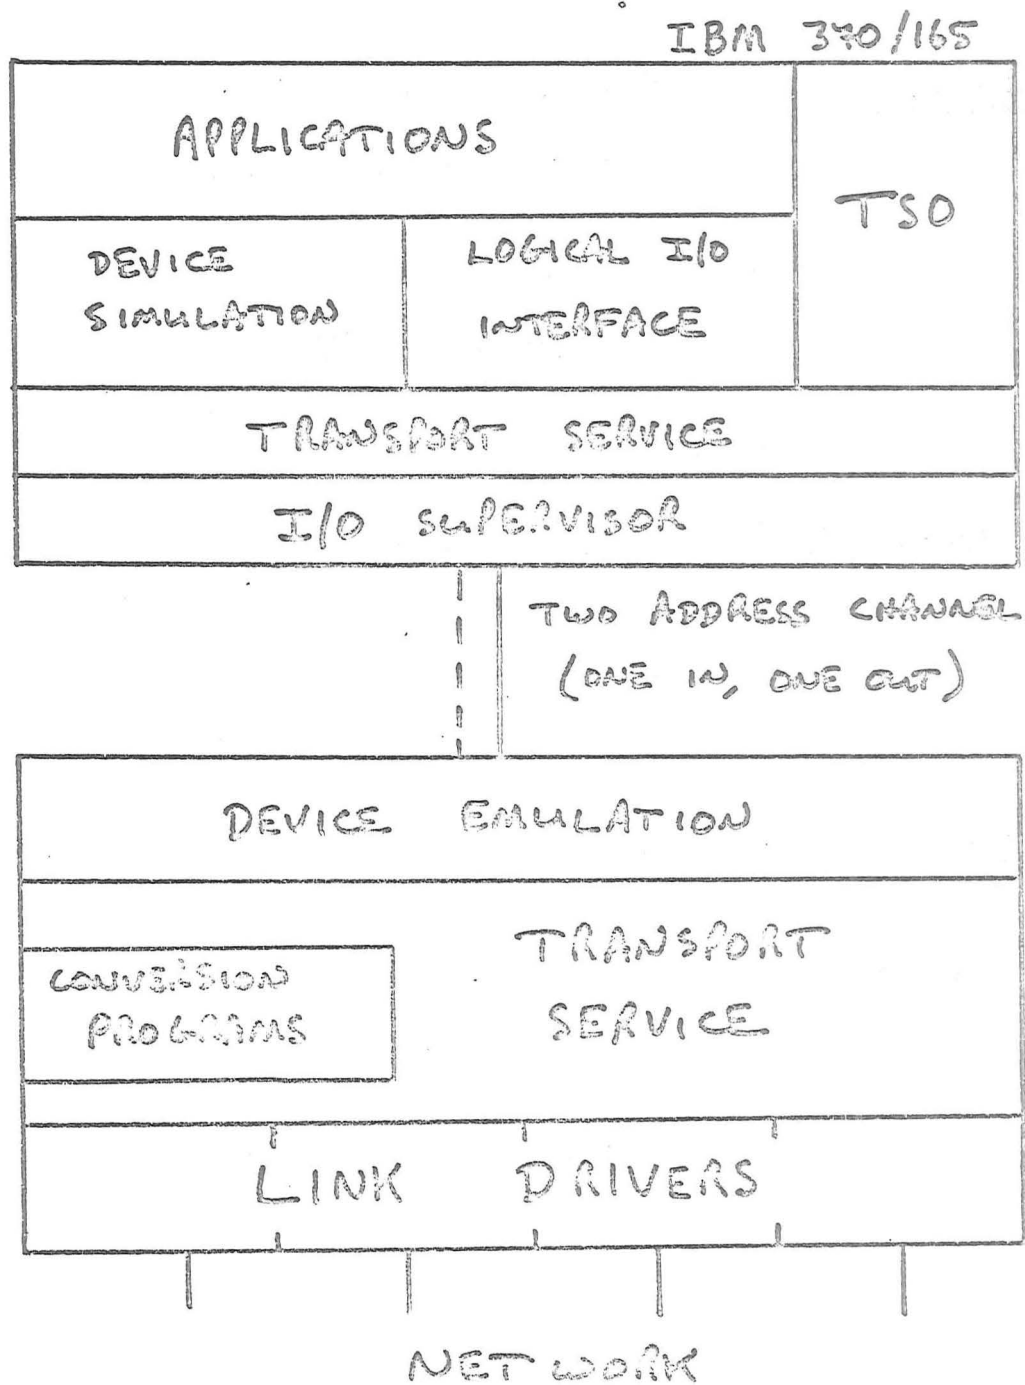 IBM 370/165
APPLICATIONS
TSO
DEVICE
SIMULATION
LOGICAL I/O
INTERFACE
TRANSPORT SERVICE
I/O SUPERVISOR
TWO ADDRESS CHANNEL
(ONE IN, ONE OUT)
DEVICE EMULATION
CONVERSION
PROGRAMS
TRANSPORT
SERVICE
LINK DRIVERS
NETWORK